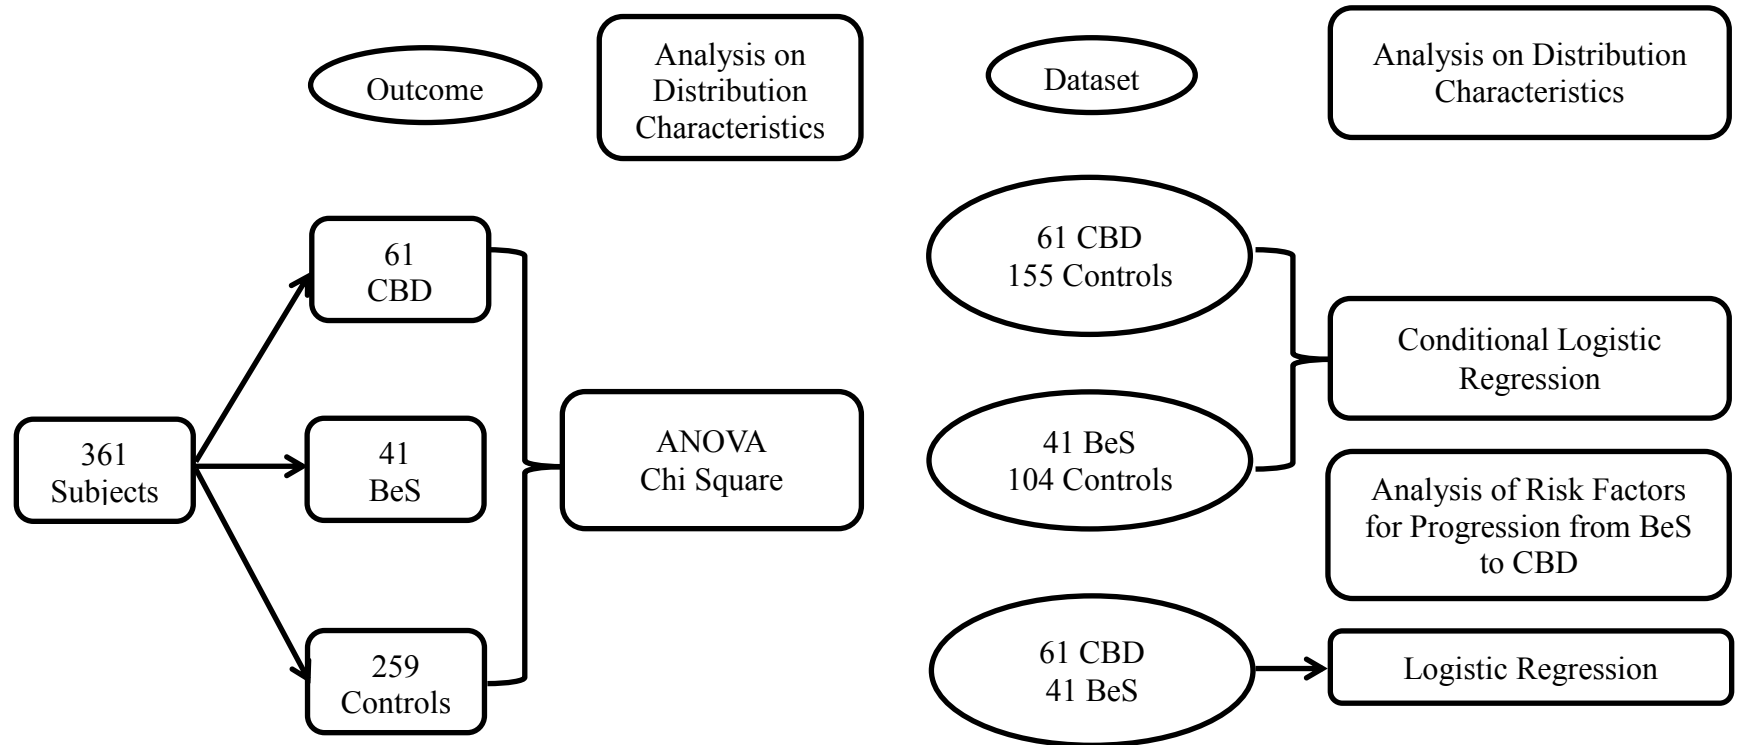 Outcome
Analysis on
Distribution
Characteristics
361
Subjects
61
CBD
41
BeS
259
Controls
ANOVA
Chi Square
Dataset
Analysis on Distribution
Characteristics
61 CBD
155 Controls
41 BeS
104 Controls
Conditional Logistic
Regression
Analysis of Risk Factors
for Progression from BeS
to CBD
61 CBD
41 BeS
Logistic Regression